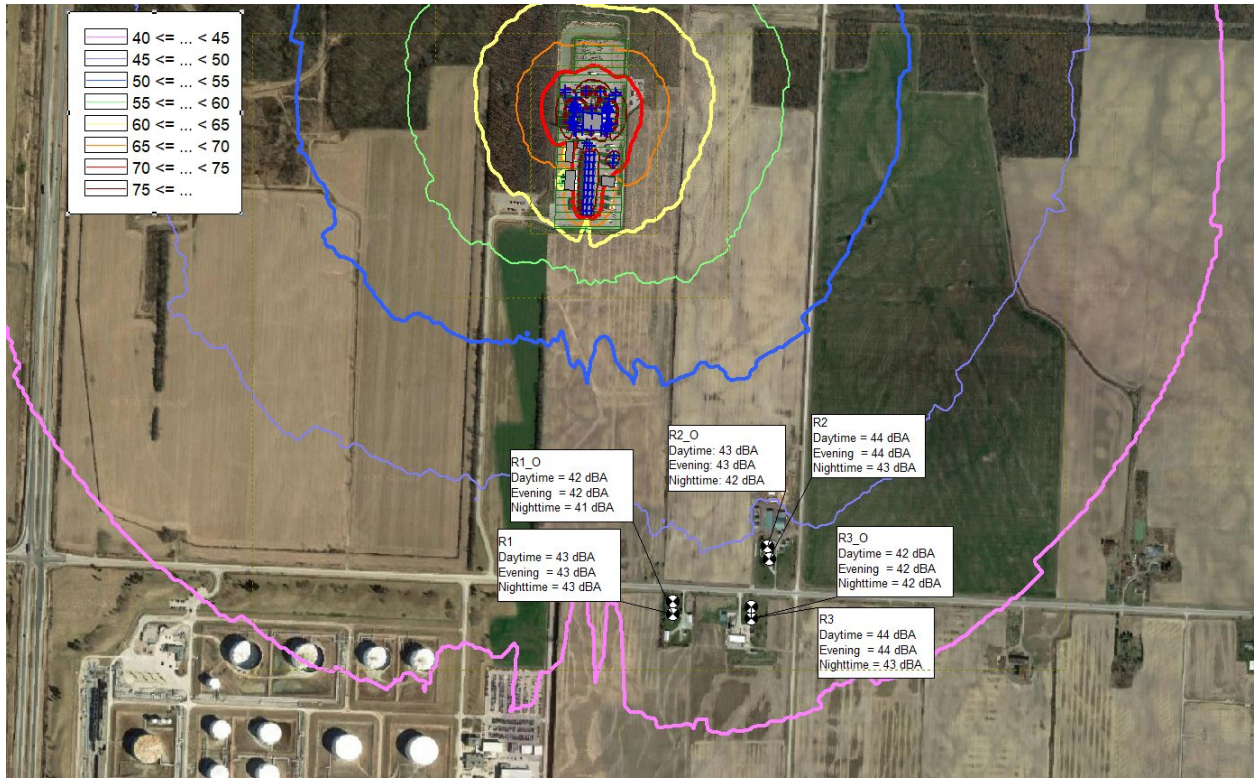 40 <= ... < 45
45 <= ... < 50
50 <= ... < 55
55 <= ... < 60
60 <= ... < 65
65 <= ... < 70
70 <= ... < 75
75 <= ...
R2
Daytime = 44 dBA
Evening = 44 dBA
Nighttime = 43 dBA
R2_O
Daytime: 43 dBA
Evening: 43 dBA
Nighttime: 42 dBA
R1_O
Daytime = 42 dBA
Evening = 42 dBA
Nighttime = 41 dBA
R1
Daytime = 43 dBA
Evening = 43 dBA
Nighttime = 43 dBA
R3_O
Daytime = 42 dBA
Evening = 42 dBA
Nighttime = 42 dBA
R3
Daytime = 44 dBA
Evening = 44 dBA
Nighttime = 43 dBA